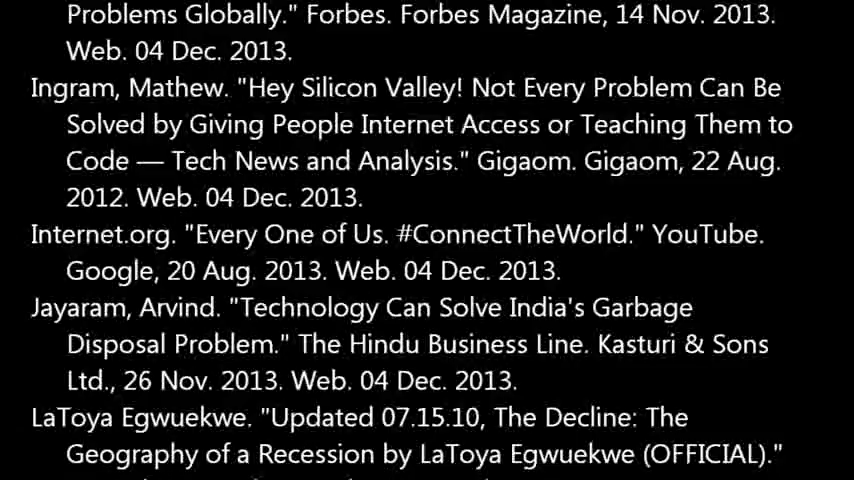 Problems Globally." Forbes. Forbes Magazine, 14 Nov. 2013.
Web. 04 Dec. 2013.
Ingram, Mathew. "Hey Silicon Valley! Not Every Problem Can Be
Solved by Giving People Internet Access or Teaching Them to
Code — Tech News and Analysis." Gigaom. Gigaom, 22 Aug.
2012. Web. 04 Dec. 2013.
Internet.org. "Every One of Us. #ConnectTheWorld." YouTube.
Google, 20 Aug. 2013. Web. 04 Dec. 2013.
Jayaram, Arvind. "Technology Can Solve India's Garbage
Disposal Problem." The Hindu Business Line. Kasturi & Sons
Ltd., 26 Nov. 2013. Web. 04 Dec. 2013.
LaToya Egwuekwe. "Updated 07.15.10, The Decline: The
Geography of a Recession by LaToya Egwuekwe (OFFICIAL)."